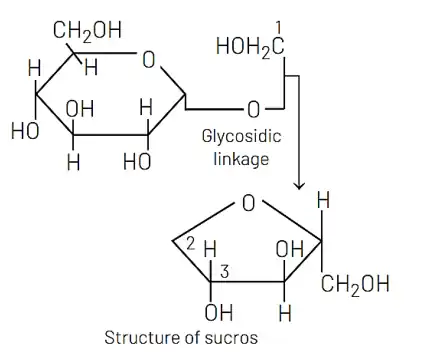 CH₂OH
1
HOH₂C
H
H
O
OH
H
O
HO
Glycosidic
linkage
H
HO
O
H
2
H
OH
3
CH₂OH
OH
H
Structure of sucros